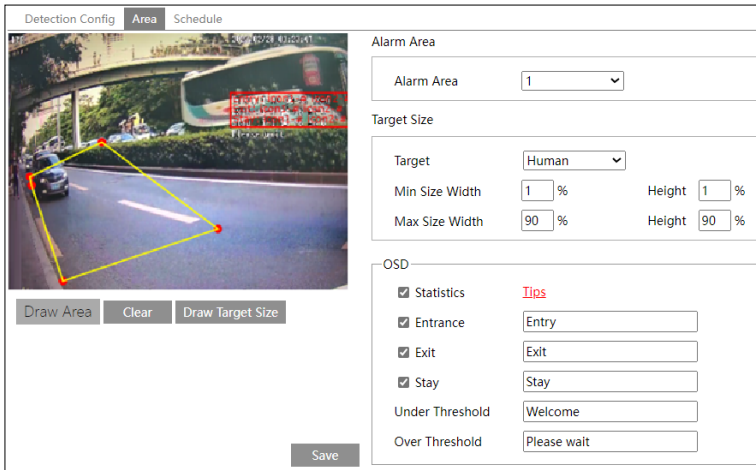 Detection Config Area Schedule
Alarm Area
Alarm Area 1
Target Size
Target Human
Min Size Width 1 % Height 1 %
Max Size Width 90 % Height 90 %
OSD
Statistics Tips
Entrance Entry
Exit Exit
Stay Stay
Under Threshold Welcome
Over Threshold Please wait
Draw Area Clear Draw Target Size
Save